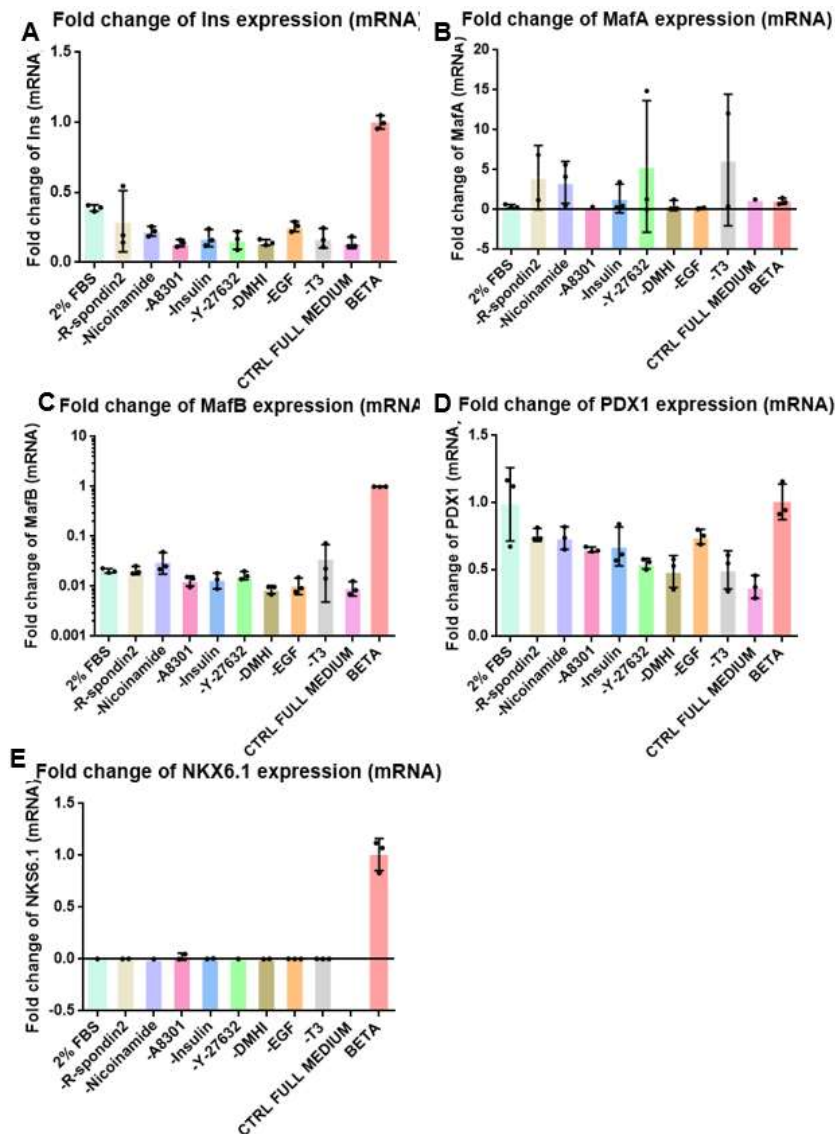 A
Fold change of Ins expression (mRNA)
Fold change of Ins (mRNA
1.5
1.0
0.5
0.0
2% FBS
-R-spondin2
-Nicoinamide
-A8301
-Insulin
-Y-27632
-DMHI
-EGF
-T3
CTRL FULL MEDIUM
BETA
B
Fold change of MafA expression (mRNA)
Fold change of MafA (mRNA)
20
15
10
5
0
-5
2% FBS
-R-spondin2
-Nicoinamide
-A8301
-Insulin
-Y-27632
-DMHI
-EGF
-T3
CTRL FULL MEDIUM
BETA
C
Fold change of MafB expression (mRNA
Fold change of MafB (mRNA)
10
1
0.1
0.01
0.001
2% FBS
-R-spondin2
-Nicoinamide
-A8301
-Insulin
-Y-27632
-DMHI
-EGF
-T3
CTRL FULL MEDIUM
BETA
D
Fold change of PDX1 expression (mRNA)
Fold change of PDX1 (mRNA,
1.5
1.0
0.5
0.0
2% FBS
-R-spondin2
-Nicoinamide
-A8301
-Insulin
-Y-27632
-DMHI
-EGF
-T3
CTRL FULL MEDIUM
BETA
E
Fold change of NKX6.1 expression (mRNA)
Fold change of NKS6.1 (mRNA)
1.5
1.0
0.5
0.0
-0.5
2% FBS
-R-spondin2
-Nicoinamide
-A8301
-Insulin
-Y-27632
-DMHI
-EGF
-T3
CTRL FULL MEDIUM
BETA